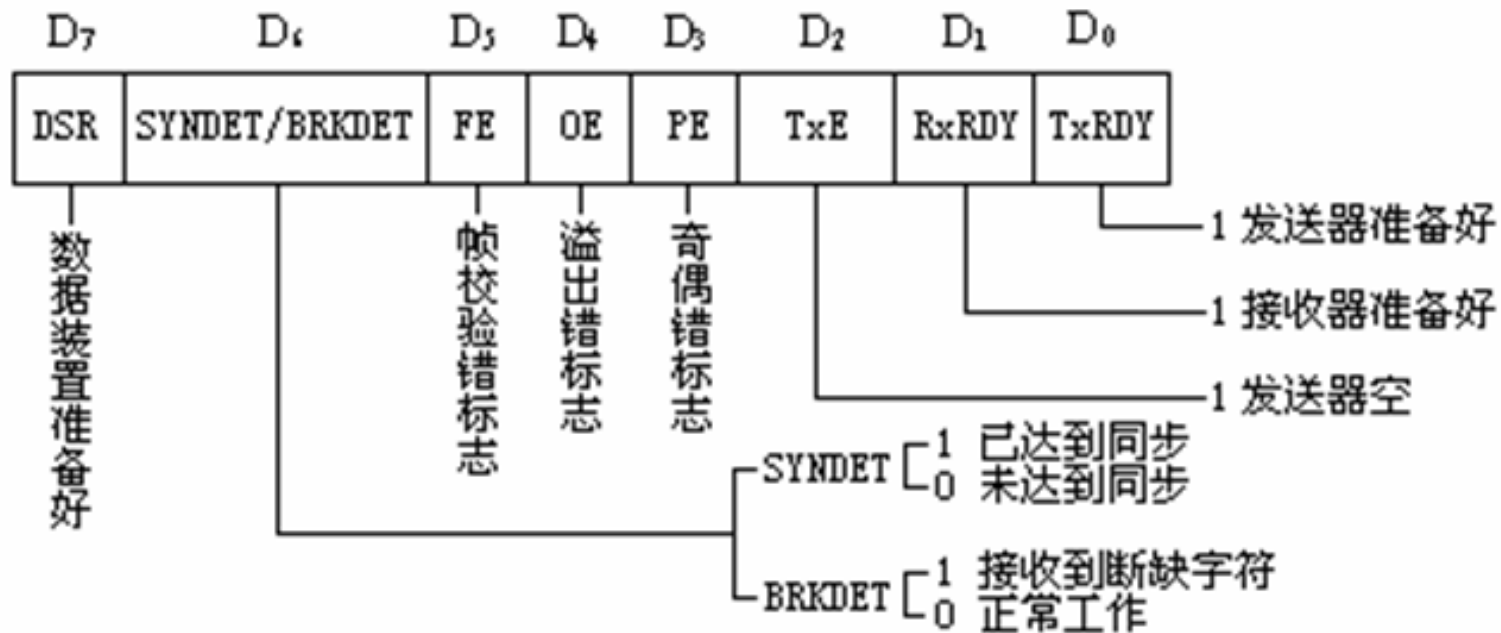 D₇ D₆ D₅ D₄ D₃ D₂ D₁ D₀
DSR SYNDET/BRKDET FE OE PE TxE RxRDY TxRDY
1 发送器准备好
1 接收器准备好
1 发送器空
数据装置准备好
帧校验错标志
溢出错标志
奇偶错标志
SYNDET
1 已达到同步
0 未达到同步
BRKDET
1 接收到断缺字符
0 正常工作